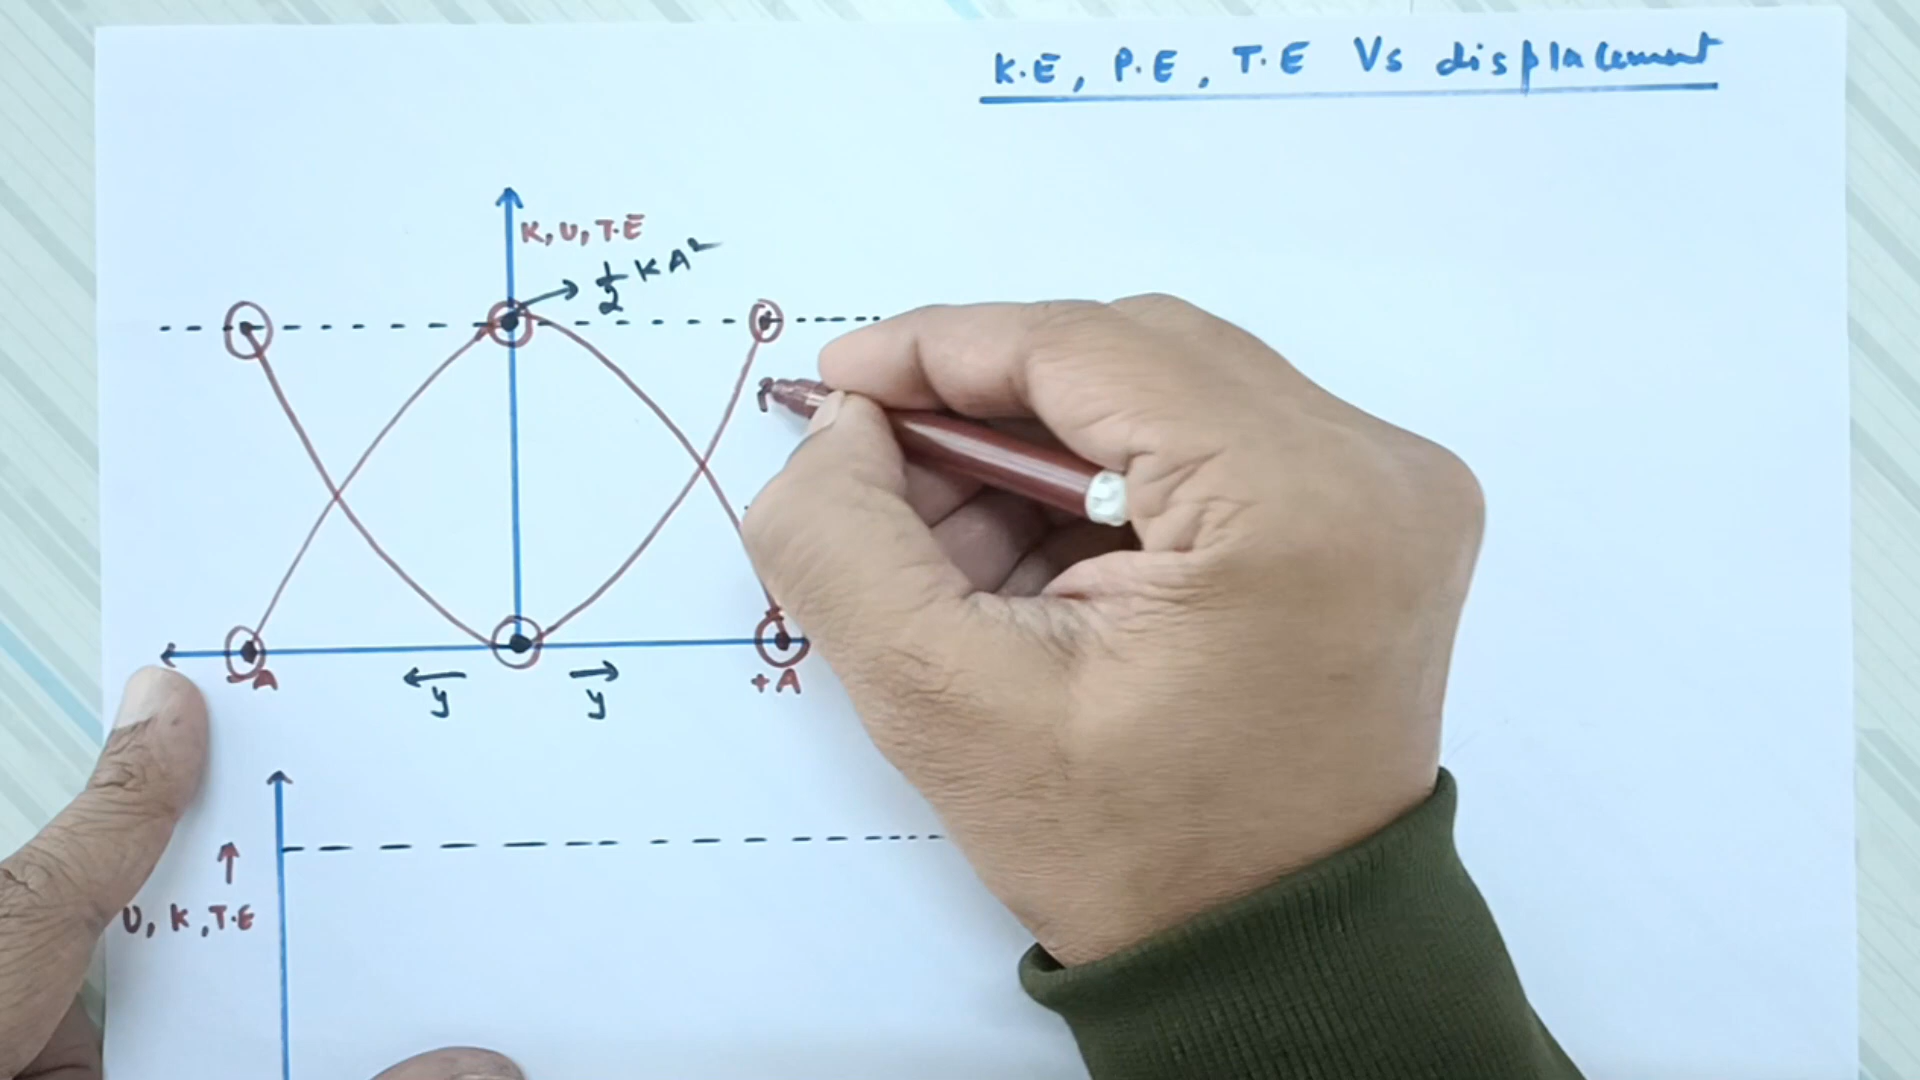 K.E, P.E, T.E Vs displacement
K, U, T.E
1/2 KA²
-A
+A
y
y
U, K, T.E